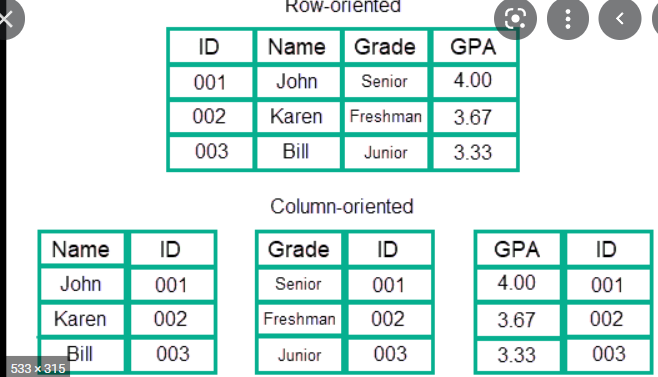 Row-oriented
ID Name Grade GPA
001 John Senior 4.00
002 Karen Freshman 3.67
003 Bill Junior 3.33
Column-oriented
Name ID Grade ID GPA ID
John 001 Senior 001 4.00 001
Karen 002 Freshman 002 3.67 002
Bill 003 Junior 003 3.33 003
533 × 315